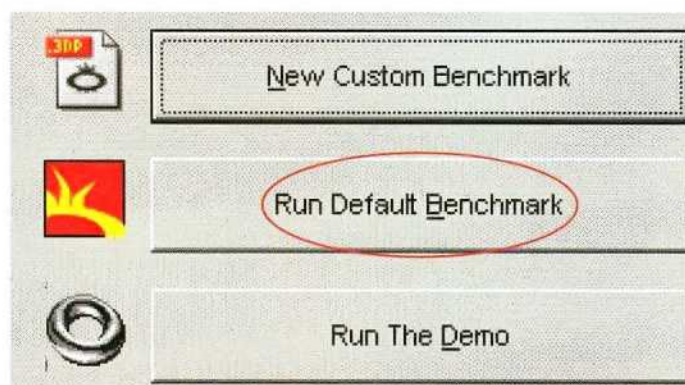 .3DP
New Custom Benchmark
Run Default Benchmark
Run The Demo